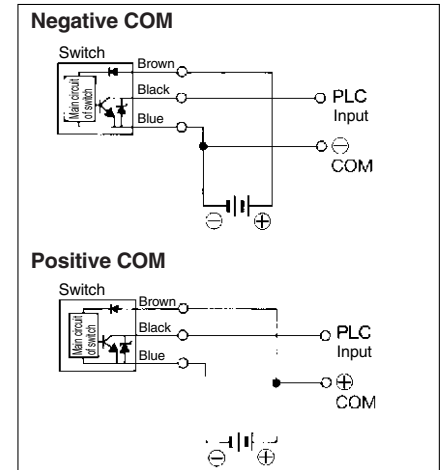 Negative COM
Switch
Main circuit
of switch
Brown
Black
Blue
PLC
Input
⊖
COM
⊖ ⊕
Positive COM
Switch
Main circuit
of switch
Brown
Black
Blue
PLC
Input
⊕
COM
⊖ ⊕